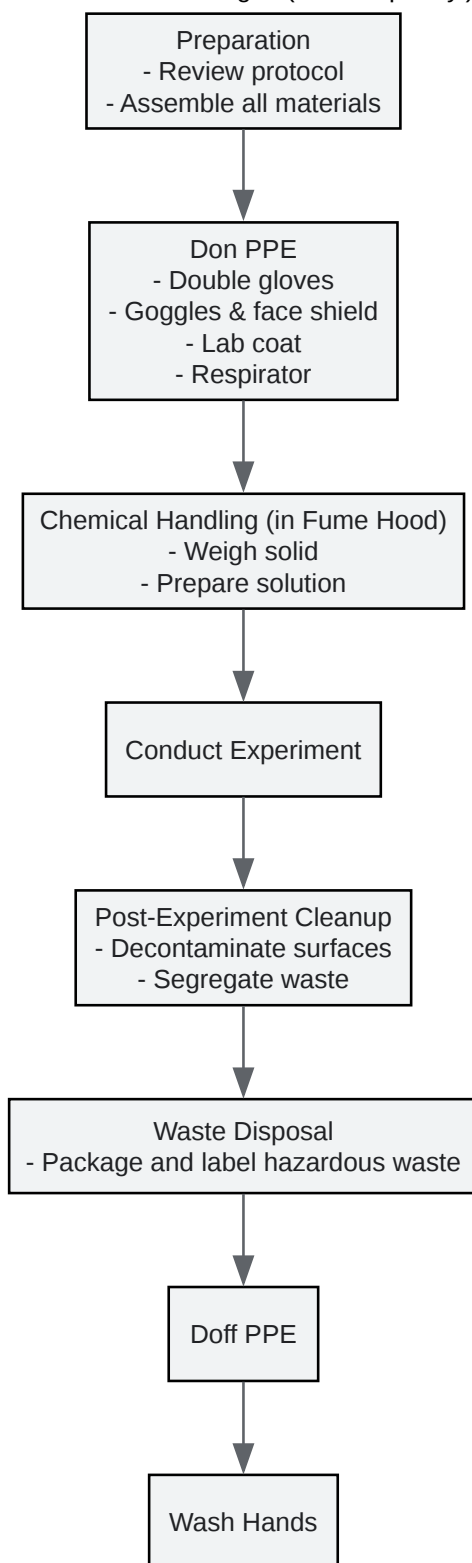 Preparation
- Review protocol
- Assemble all materials
Don PPE
- Double gloves
- Goggles & face shield
- Lab coat
- Respirator
Chemical Handling (in Fume Hood)
- Weigh solid
- Prepare solution
Conduct Experiment
Post-Experiment Cleanup
- Decontaminate surfaces
- Segregate waste
Waste Disposal
- Package and label hazardous waste
Doff PPE
Wash Hands